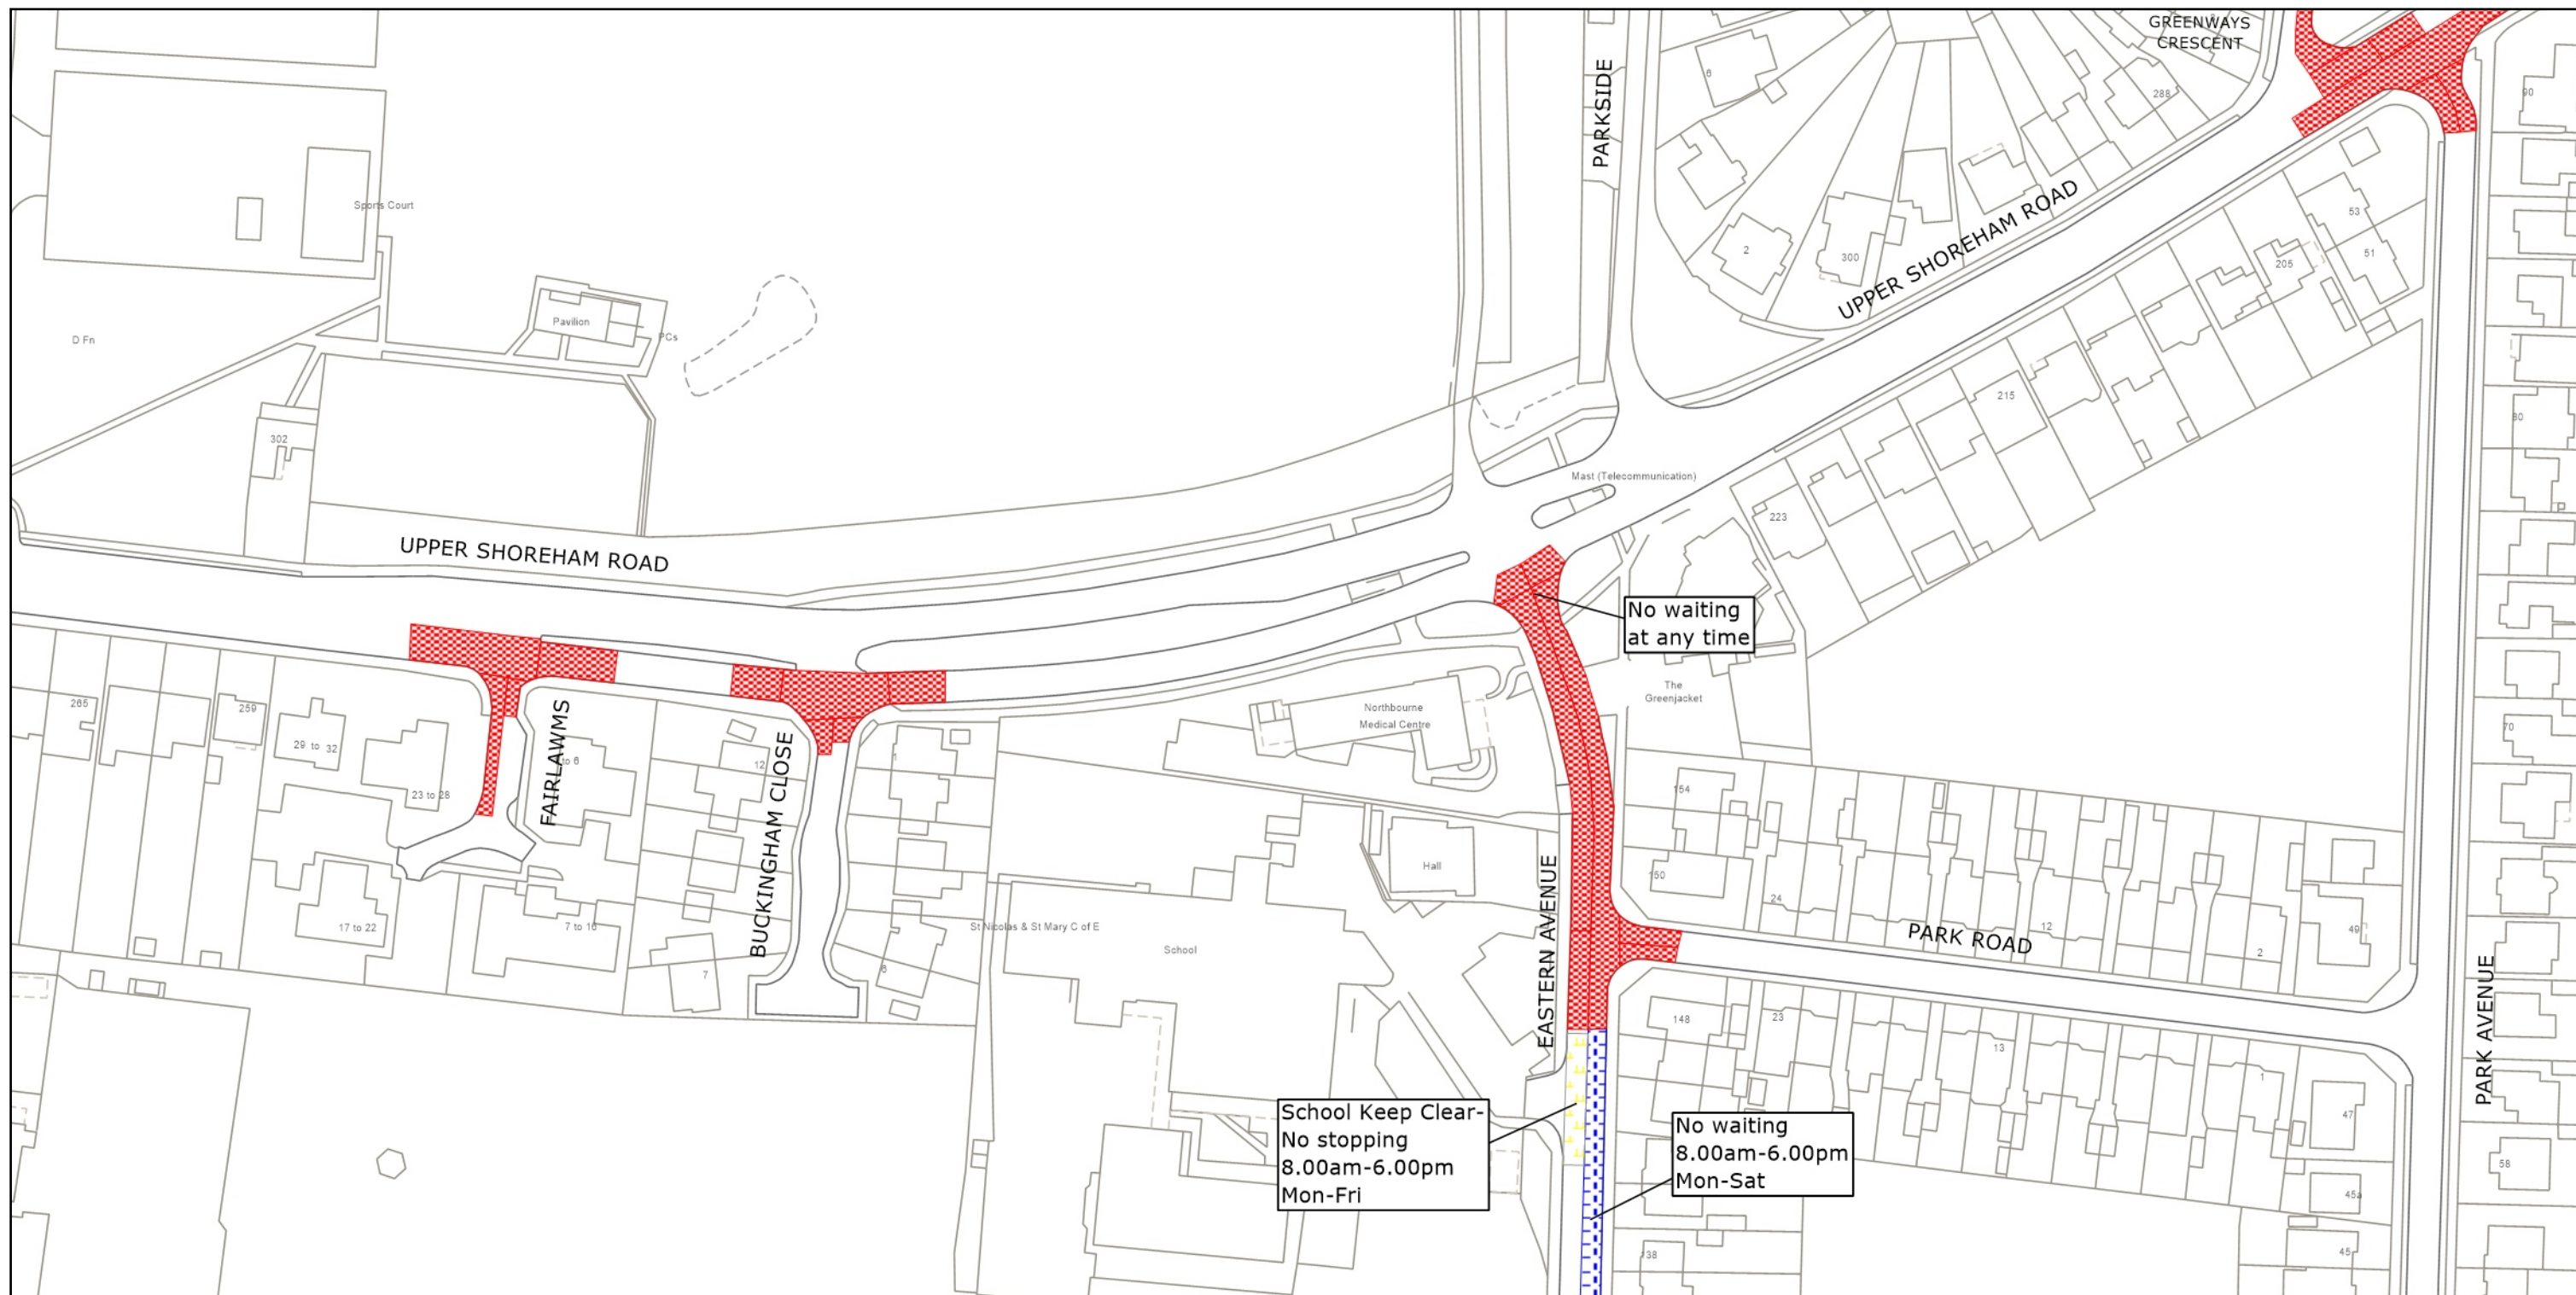 GREENWAYS
CRESCENT
PARKSIDE
6
288
90
Sports Court
2
300
UPPER SHOREHAM ROAD
53
51
205
Pavilion
PCs
D Fn
215
80
302
Mast (Telecommunication)
223
UPPER SHOREHAM ROAD
No waiting
at any time
265
259
29 to 32
23 to 28
FAIRLAWMS
to 6
12
BUCKINGHAM CLOSE
1
Northbourne
Medical Centre
The
Greenjacket
70
154
150
Hall
24
12
2
49
PARK ROAD
17 to 22
7 to 16
7
6
St Nicolas & St Mary C of E
School
EASTERN AVENUE
148
23
13
1
47
PARK AVENUE
School Keep Clear-
No stopping
8.00am-6.00pm
Mon-Fri
No waiting
8.00am-6.00pm
Mon-Sat
58
45a
138
45